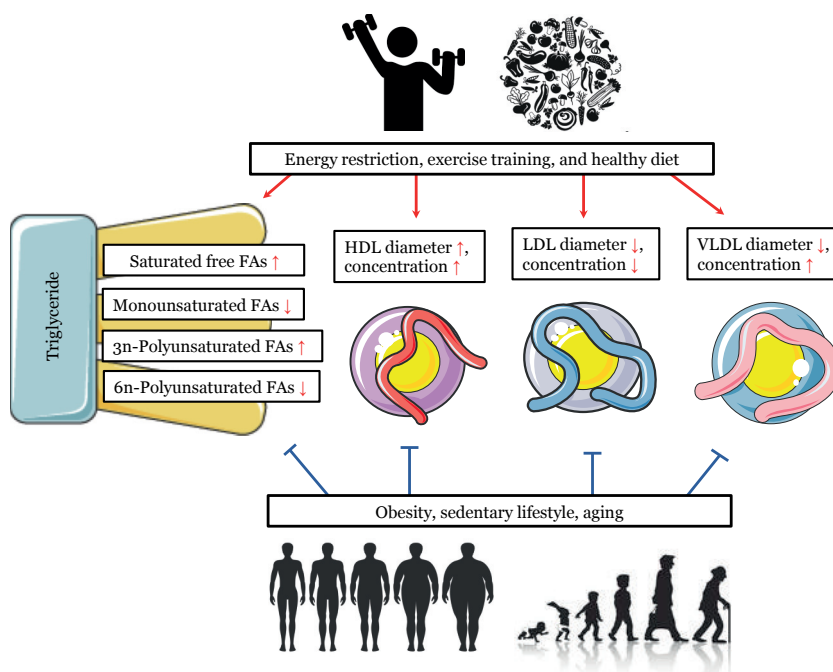 Energy restriction, exercise training, and healthy diet
Triglyceride
Saturated free FAs ↑
Monounsaturated FAs ↓
3n-Polyunsaturated FAs ↑
6n-Polyunsaturated FAs ↓
HDL diameter ↑,
concentration ↑
LDL diameter ↓,
concentration ↓
VLDL diameter ↓,
concentration ↑
Obesity, sedentary lifestyle, aging